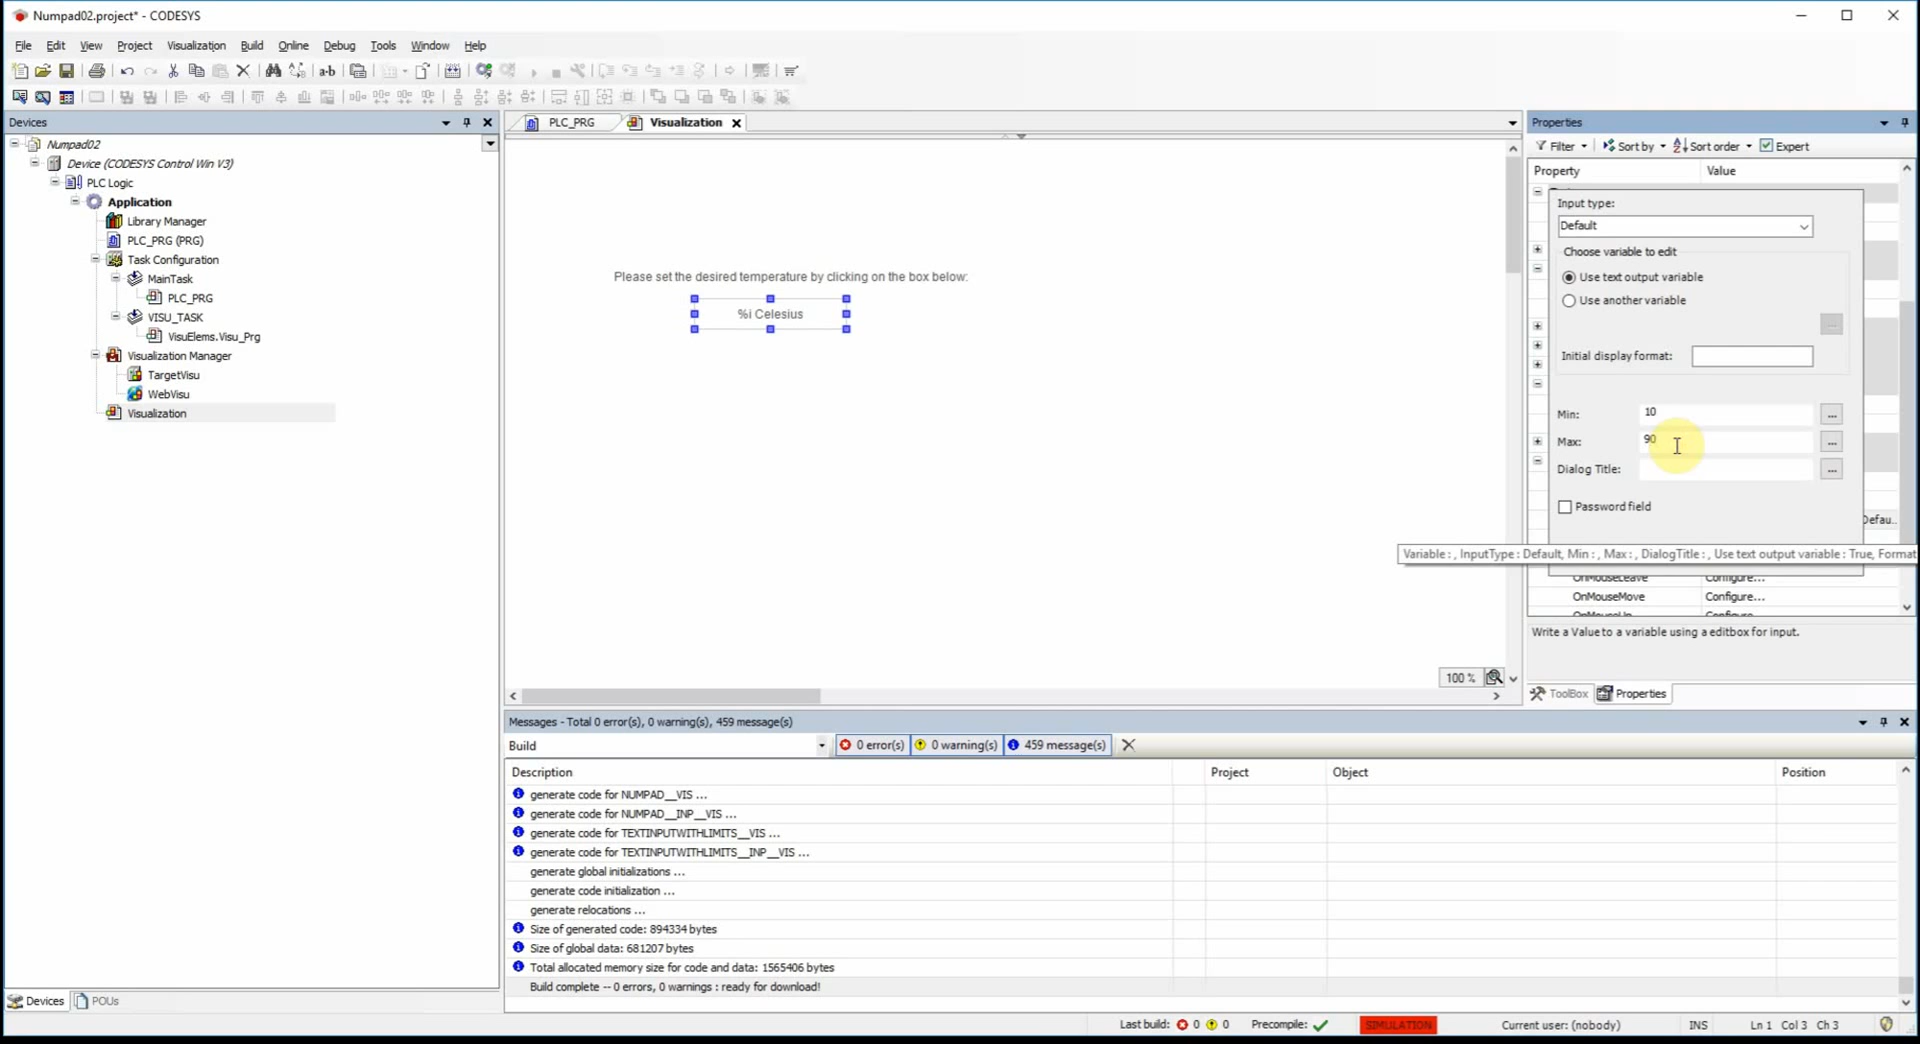 Numpad02.project* - CODESYS
File Edit View Project Visualization Build Online Debug Tools Window Help
Devices
Numpad02
Device (CODESYS Control Win V3)
PLC Logic
Application
Library Manager
PLC_PRG (PRG)
Task Configuration
MainTask
PLC_PRG
VISU_TASK
VisuElems.Visu_Prg
Visualization Manager
TargetVisu
WebVisu
Visualization
Devices POUs
PLC_PRG Visualization
Please set the desired temperature by clicking on the box below:
%i Celesius
100 %
Properties
Filter Sort by Sort order Expert
Property Value
Input type:
Default
Choose variable to edit
Use text output variable
Use another variable
...
Initial display format:
Min: 10 ...
Max: 90 ...
Dialog Title: ...
Password field
Defau...
Variable : , InputType : Default, Min : , Max : , DialogTitle : , Use text output variable : True, Format
OnMouseLeave Configure...
OnMouseMove Configure...
OnMouseUp Configure...
Write a Value to a variable using a editbox for input.
ToolBox Properties
Messages - Total 0 error(s), 0 warning(s), 459 message(s)
Build 0 error(s) 0 warning(s) 459 message(s)
Description Project Object Position
generate code for NUMPAD__VIS ...
generate code for NUMPAD__INP__VIS ...
generate code for TEXTINPUTWITHLIMITS__VIS ...
generate code for TEXTINPUTWITHLIMITS__INP__VIS ...
generate global initializations ...
generate code initialization ...
generate relocations ...
Size of generated code: 894334 bytes
Size of global data: 681207 bytes
Total allocated memory size for code and data: 1565406 bytes
Build complete -- 0 errors, 0 warnings : ready for download!
Last build: 0 0 Precompile: SIMULATION Current user: (nobody) INS Ln 1 Col 3 Ch 3